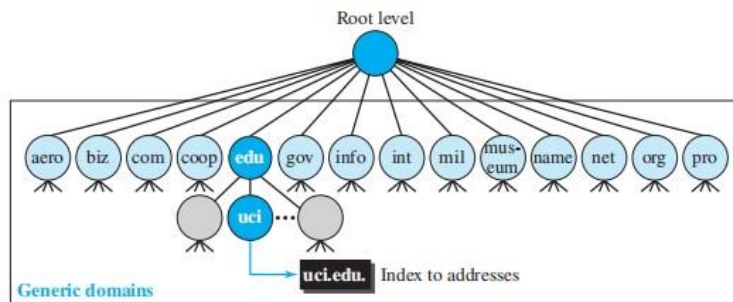 Root level
aero biz com coop edu gov info int mil mus-
eum name net org pro
uci ...
uci.edu. Index to addresses
Generic domains